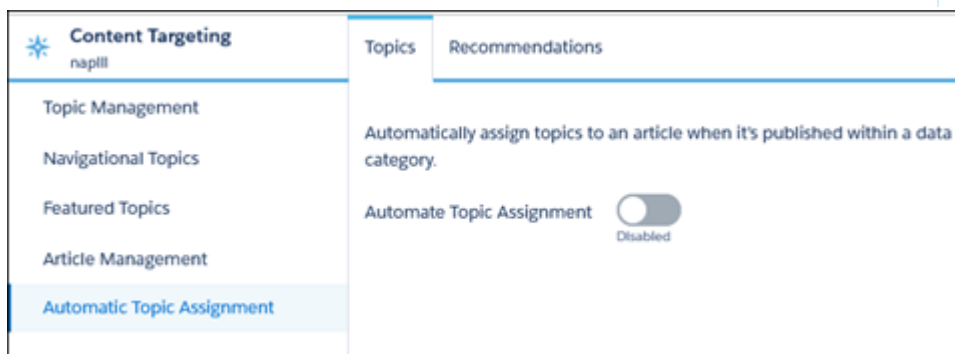 Content Targeting
napIII
Topics
Recommendations
Topic Management
Navigational Topics
Featured Topics
Article Management
Automatic Topic Assignment
Automatically assign topics to an article when it's published within a data
category.
Automate Topic Assignment
Disabled